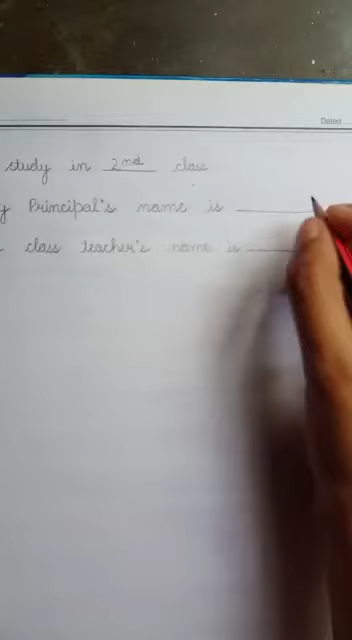 Dated
study in 2nd class
y Principal's name is
class teacher's name is